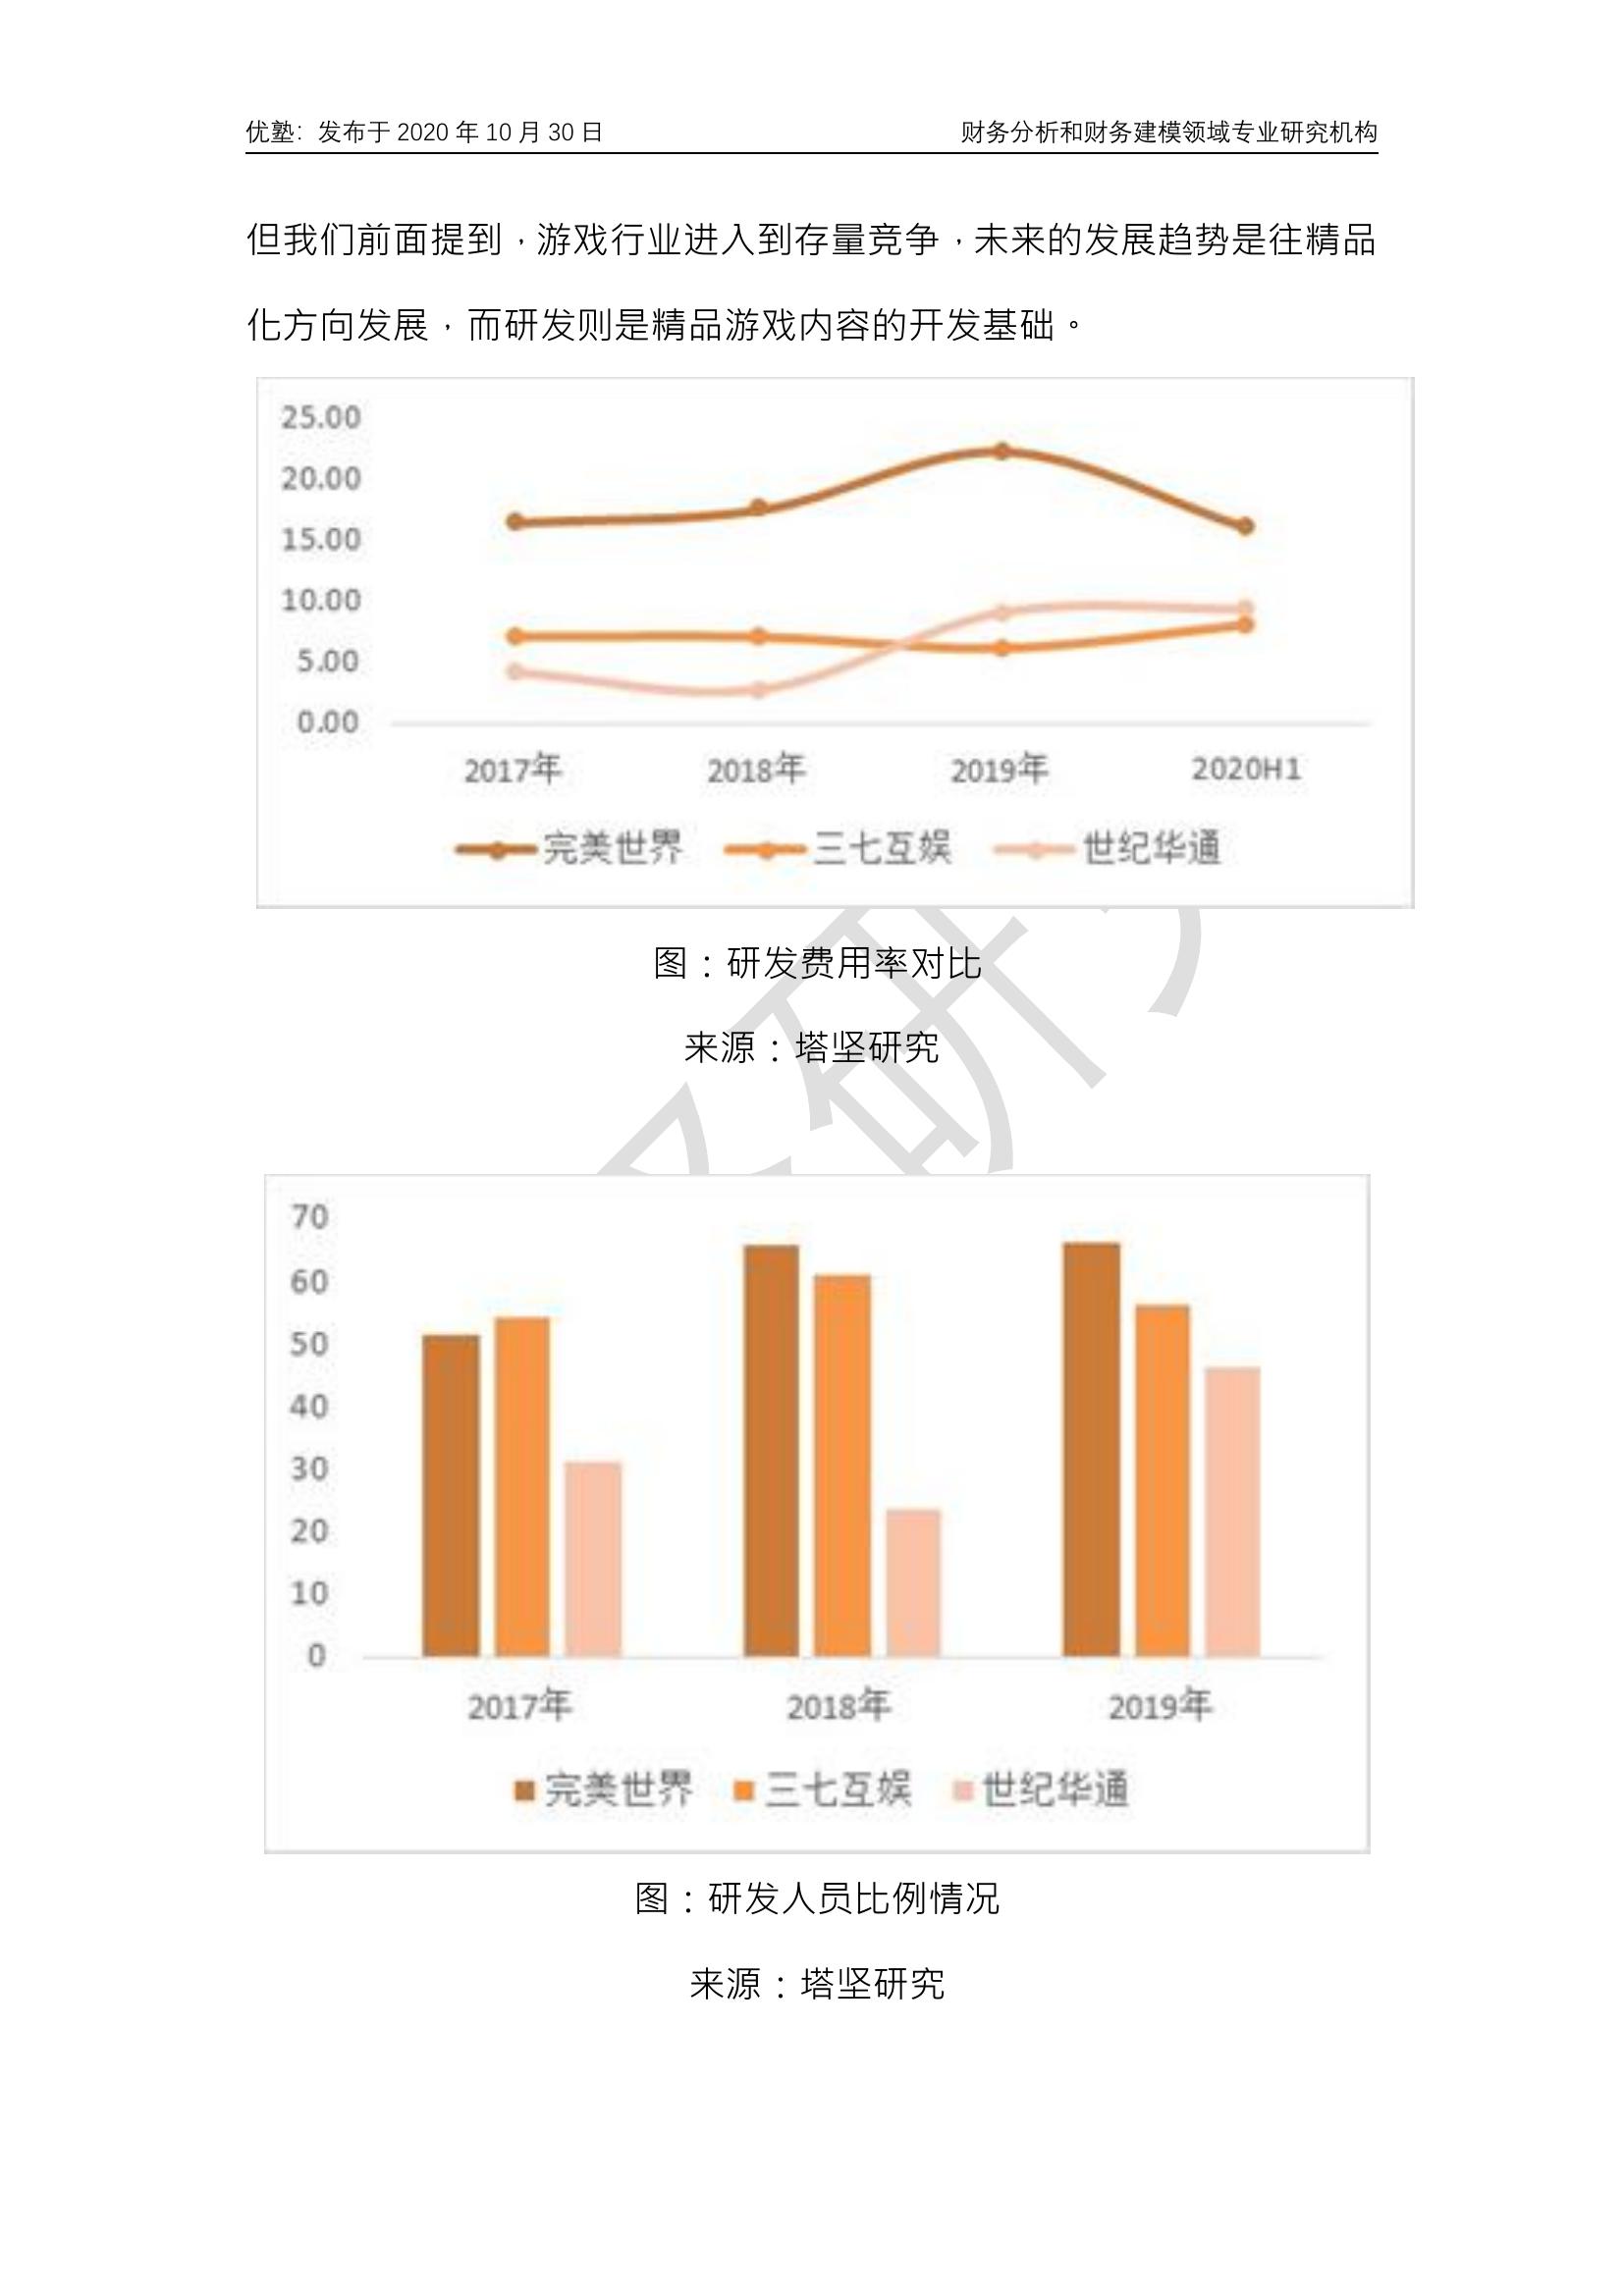 优塾：发布于 2020 年 10 月 30 日 财务分析和财务建模领域专业研究机构
但我们前面提到，游戏行业进入到存量竞争，未来的发展趋势是往精品
化方向发展，而研发则是精品游戏内容的开发基础。
25.00
20.00
15.00
10.00
5.00
0.00
2017年 2018年 2019年 2020H1
完美世界 三七互娱 世纪华通
图：研发费用率对比
来源：塔坚研究
70
60
50
40
30
20
10
0
2017年 2018年 2019年
完美世界 三七互娱 世纪华通
图：研发人员比例情况
来源：塔坚研究